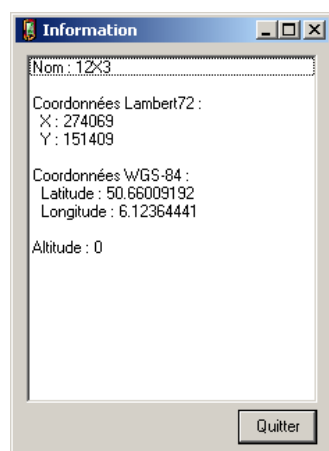 Information
Nom : 12X3
Coordonnées Lambert72 :
X : 274069
Y : 151409
Coordonnées WGS-84 :
Latitude : 50.66009192
Longitude : 6.12364441
Altitude : 0
Quitter